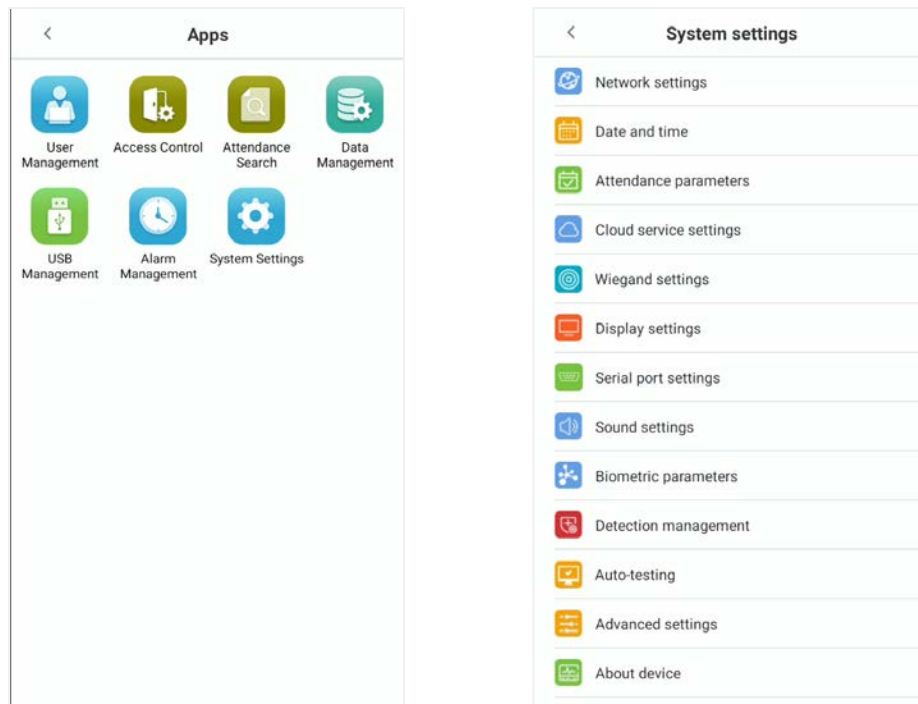 Apps
User Management
Access Control
Attendance Search
Data Management
USB Management
Alarm Management
System Settings
System settings
Network settings
Date and time
Attendance parameters
Cloud service settings
Wiegand settings
Display settings
Serial port settings
Sound settings
Biometric parameters
Detection management
Auto-testing
Advanced settings
About device